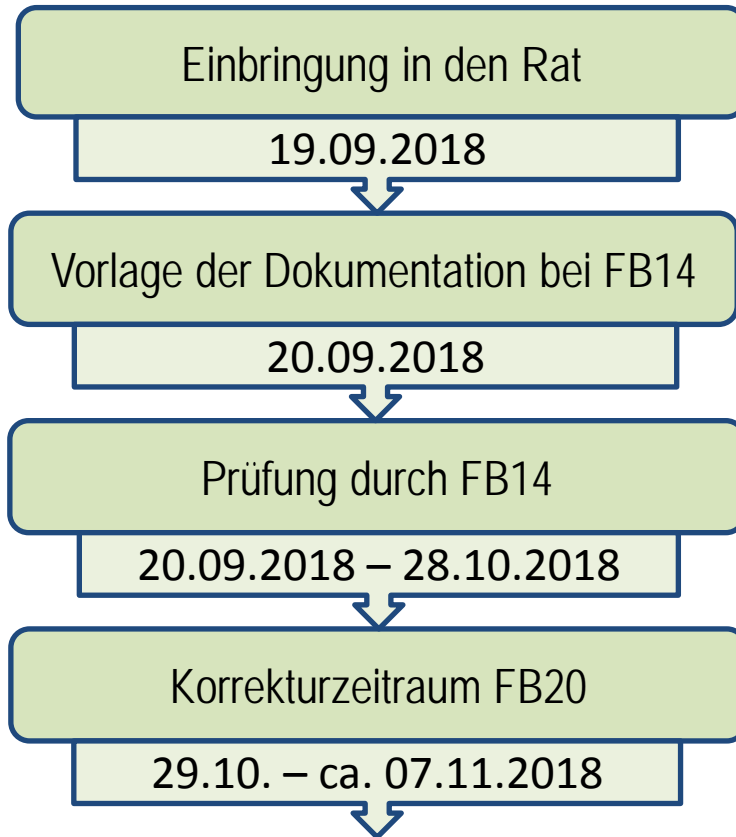 Einbringung in den Rat
19.09.2018
Vorlage der Dokumentation bei FB14
20.09.2018
Prüfung durch FB14
20.09.2018 – 28.10.2018
Korrekturzeitraum FB20
29.10. – ca. 07.11.2018